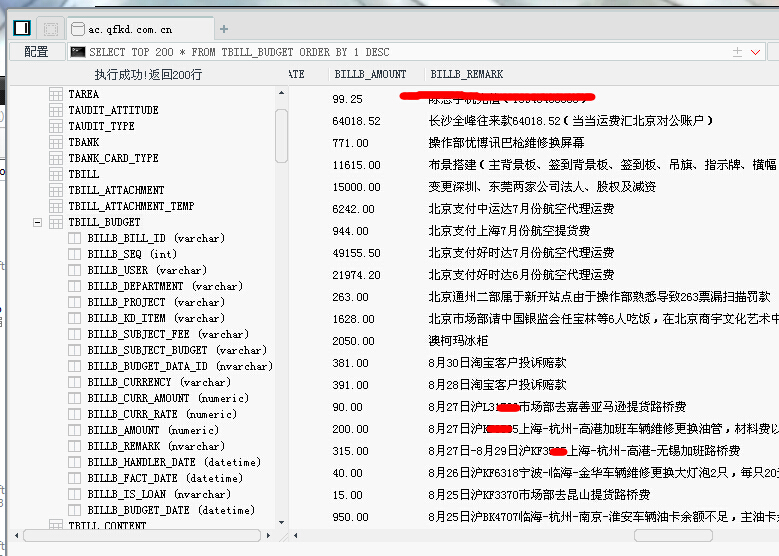 ac.qfkd.com.cn
配置
SELECT TOP 200 * FROM TBILL_BUDGET ORDER BY 1 DESC
执行成功!返回200行
ATE BILLB_AMOUNT BILLB_REMARK
TAREA
TAUDIT_ATTITUDE
TAUDIT_TYPE
TBANK
TBANK_CARD_TYPE
TBILL
TBILL_ATTACHMENT
TBILL_ATTACHMENT_TEMP
TBILL_BUDGET
BILLB_BILL_ID (varchar)
BILLB_SEQ (int)
BILLB_USER (varchar)
BILLB_DEPARTMENT (varchar)
BILLB_PROJECT (varchar)
BILLB_KD_ITEM (varchar)
BILLB_SUBJECT_FEE (varchar)
BILLB_SUBJECT_BUDGET (varchar)
BILLB_BUDGET_DATA_ID (nvarchar)
BILLB_CURRENCY (varchar)
BILLB_CURR_AMOUNT (numeric)
BILLB_CURR_RATE (numeric)
BILLB_AMOUNT (numeric)
BILLB_REMARK (nvarchar)
BILLB_HANDLER_DATE (datetime)
BILLB_FACT_DATE (datetime)
BILLB_IS_LOAN (nvarchar)
BILLB_BUDGET_DATE (datetime)
TBILL_CONTENT
99.25
64018.52 长沙全峰往来款64018.52（当当运费汇北京对公账户）
771.00 操作部优博讯巴枪维修换屏幕
11615.00 布景搭建（主背景板、签到背景板、签到板、吊旗、指示牌、横幅
15000.00 变更深圳、东莞两家公司法人、股权及减资
6242.00 北京支付中运达7月份航空代理运费
944.00 北京支付上海7月份航空提货费
49155.50 北京支付好时达7月份航空代理运费
21974.20 北京支付好时达6月份航空代理运费
263.00 北京通州二部属于新开站点由于操作部熟悉导致263票漏扫描罚款
1628.00 北京市场部请中国银监会任宝林等6人吃饭，在北京商宇文化艺术中
2050.00 澳柯玛冰柜
381.00 8月30日淘宝客户投诉赔款
391.00 8月28日淘宝客户投诉赔款
90.00 8月27日沪L31市场部去嘉善亚马逊提货路桥费
200.00 8月27日沪K5上海-杭州-高港加班车辆维修更换油管，材料费以
315.00 8月27日-8月29日沪KF3上海-杭州-高港-无锡加班路桥费
40.00 8月26日沪KF6318宁波-临海-金华车辆维修更换大灯泡2只，每只20元
15.00 8月25日沪KF3370市场部去昆山提货路桥费
950.00 8月25日沪BK4707临海-杭州-南京-淮安车辆油卡余额不足，主油卡